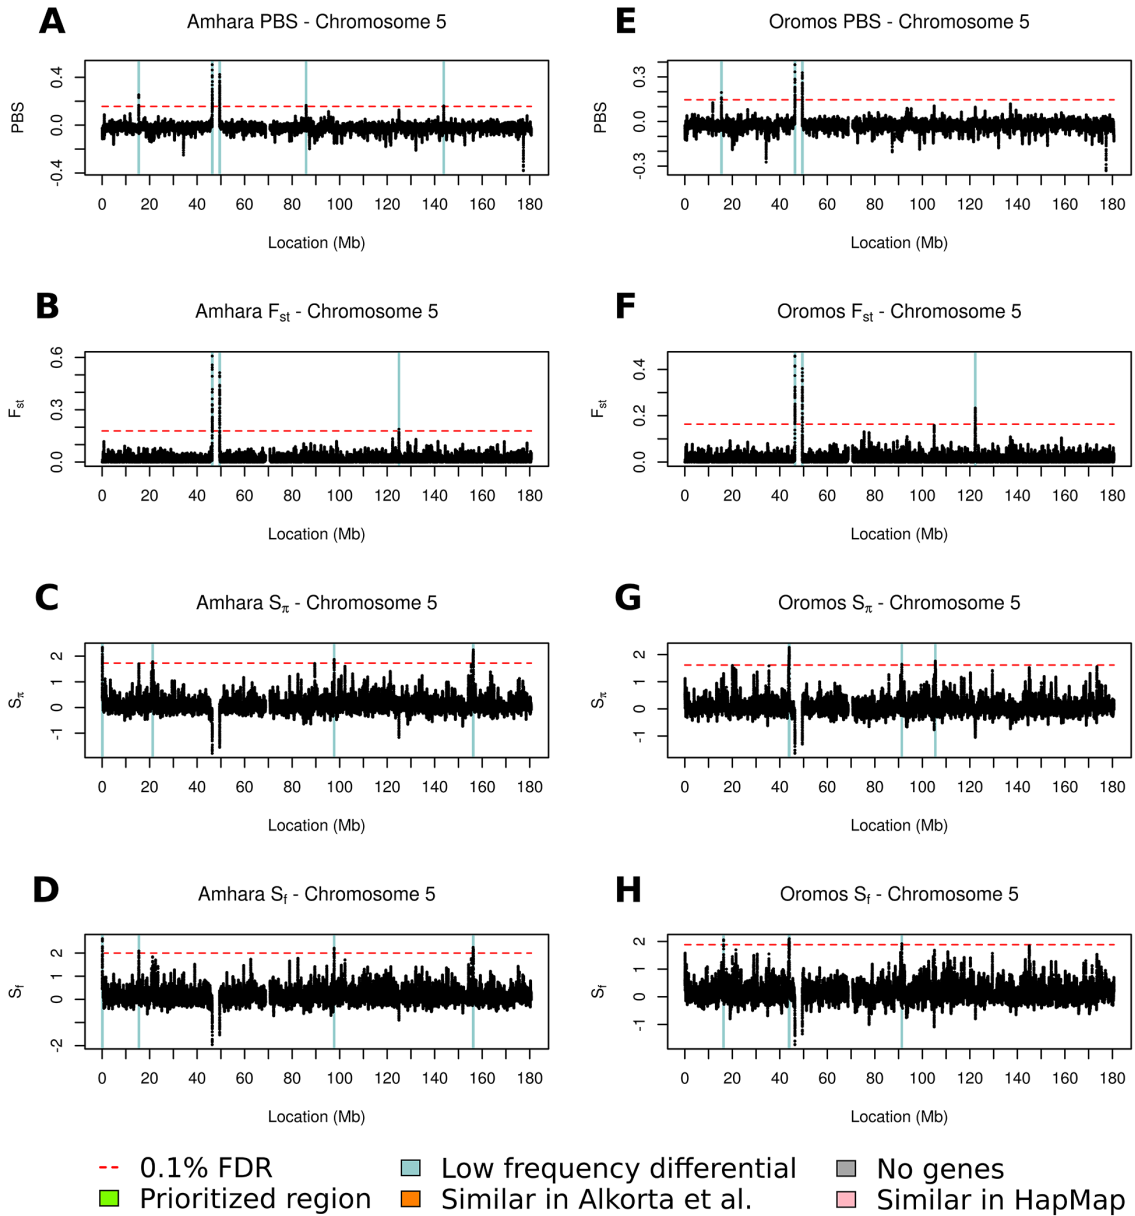 A
Amhara PBS - Chromosome 5
PBS
0.4
0.0
-0.4
0 20 40 60 80 100 120 140 160 180
Location (Mb)
E
Oromos PBS - Chromosome 5
PBS
0.3
0.0
-0.3
0 20 40 60 80 100 120 140 160 180
Location (Mb)
B
Amhara Fst - Chromosome 5
Fst
0.6
0.3
0.0
0 20 40 60 80 100 120 140 160 180
Location (Mb)
F
Oromos Fst - Chromosome 5
Fst
0.4
0.2
0.0
0 20 40 60 80 100 120 140 160 180
Location (Mb)
C
Amhara Sπ - Chromosome 5
Sπ
2
1
0
-1
0 20 40 60 80 100 120 140 160 180
Location (Mb)
G
Oromos Sπ - Chromosome 5
Sπ
2
1
0
-1
0 20 40 60 80 100 120 140 160 180
Location (Mb)
D
Amhara Sf - Chromosome 5
Sf
2
1
0
-2
0 20 40 60 80 100 120 140 160 180
Location (Mb)
H
Oromos Sf - Chromosome 5
Sf
2
1
0
-1
0 20 40 60 80 100 120 140 160 180
Location (Mb)
0.1% FDR
Low frequency differential
No genes
Prioritized region
Similar in Alkorta et al.
Similar in HapMap